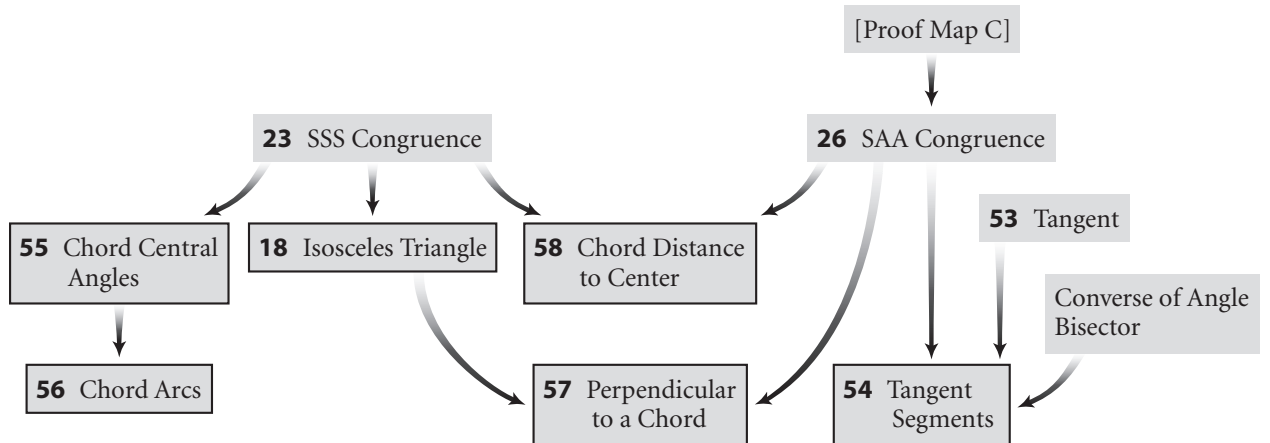 [Proof Map C]
23 SSS Congruence
26 SAA Congruence
55 Chord Central
Angles
18 Isosceles Triangle
58 Chord Distance
to Center
53 Tangent
Converse of Angle
Bisector
56 Chord Arcs
57 Perpendicular
to a Chord
54 Tangent
Segments